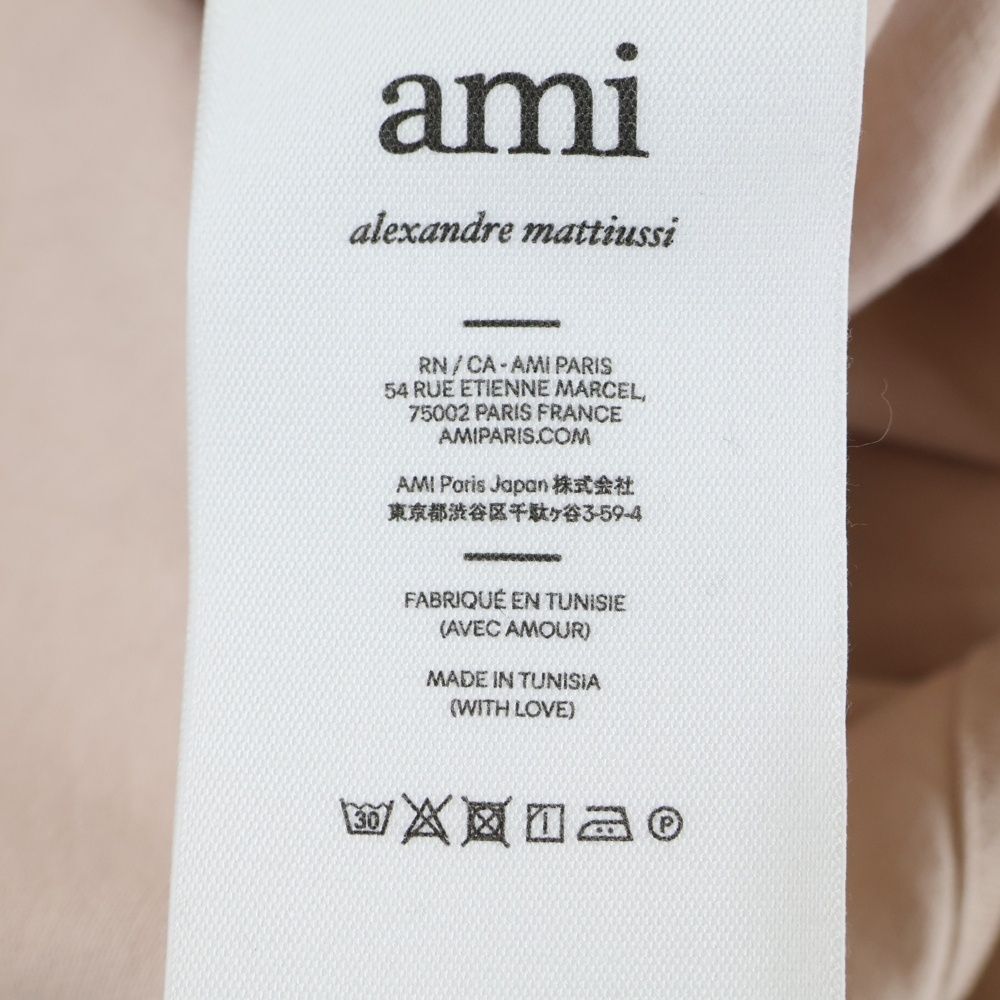 ami
alexandre mattiussi
RN / CA - AMI PARIS
54 RUE ETIENNE MARCEL,
75002 PARIS FRANCE
AMIPARIS.COM
AMI Paris Japan 株式会社
東京都渋谷区千駄ヶ谷3-59-4
FABRIQUÉ EN TUNISIE
(AVEC AMOUR)
MADE IN TUNISIA
(WITH LOVE)
30 P